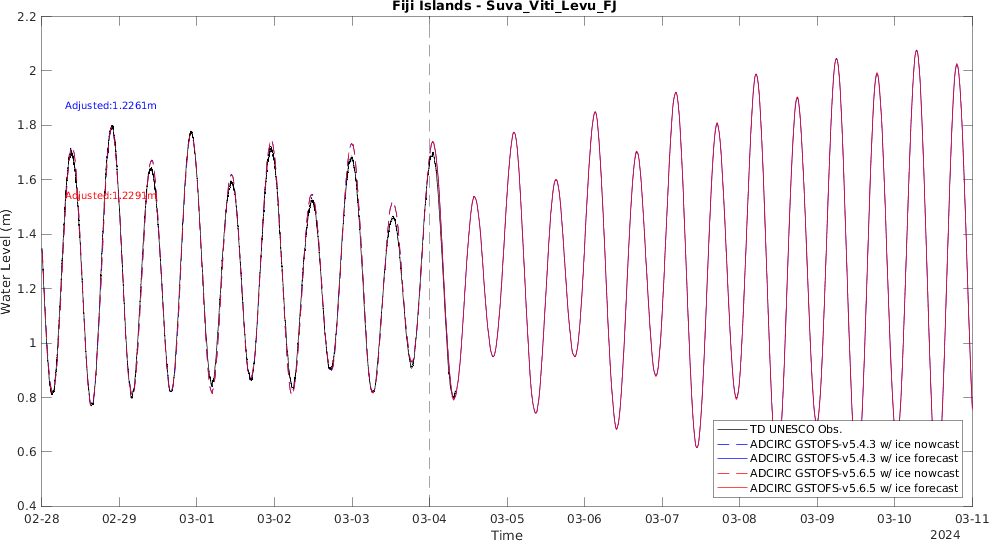 Fiji Islands - Suva_Viti_Levu_FJ
2.2
2
1.8
1.6
1.4
1.2
1
0.8
0.6
0.4
Water Level (m)
Adjusted:1.2261m
Adjusted:1.2291m
TD UNESCO Obs.
ADCIRC GSTOFS-v5.4.3 w/ ice nowcast
ADCIRC GSTOFS-v5.4.3 w/ ice forecast
ADCIRC GSTOFS-v5.6.5 w/ ice nowcast
ADCIRC GSTOFS-v5.6.5 w/ ice forecast
02-28 02-29 03-01 03-02 03-03 03-04 03-05 03-06 03-07 03-08 03-09 03-10 03-11
Time
2024